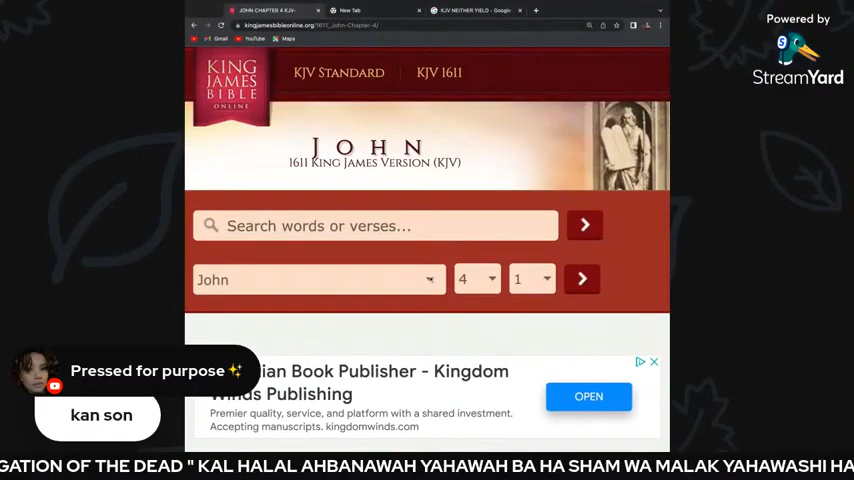 JOHN CHAPTER 4 KJV-
New Tab
KJV NEITHER YIELD - Google
kingjamesbibleonline.org/1611_John-Chapter-4/
Gmail
YouTube
Maps
Powered by
StreamYard
KING
JAMES
BIBLE
ONLINE
KJV STANDARD
KJV 1611
JOHN
1611 KING JAMES VERSION (KJV)
Search words or verses...
John
4
1
ian Book Publisher - Kingdom
Winds Publishing
OPEN
Premier quality, service, and platform with a shared investment.
Accepting manuscripts. kingdomwinds.com
Pressed for purpose✨
kan son
GATION OF THE DEAD " KAL HALAL AHBANAWAH YAHAWAH BA HA SHAM WA MALAK YAHAWASHI HA